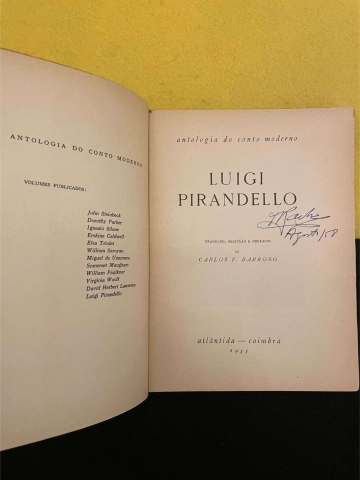 ANTOLOGIA DO CONTO MODERNO
VOLUMES PUBLICADOS:
John Steinbeck
Dorothy Parker
Ignazio Silone
Erskine Caldwell
Elsa Triolet
William Saroyan
Miguel de Unamuno
Somerset Maugham
William Faulkner
Virginia Woolf
David Herbert Lawrence
Luigi Pirandello
antologia do conto moderno
LUIGI
PIRANDELLO
TRADUÇÃO, SELECÇÃO E PREFÁCIO
DE
CARLOS F. BARROSO
atlântida — coimbra